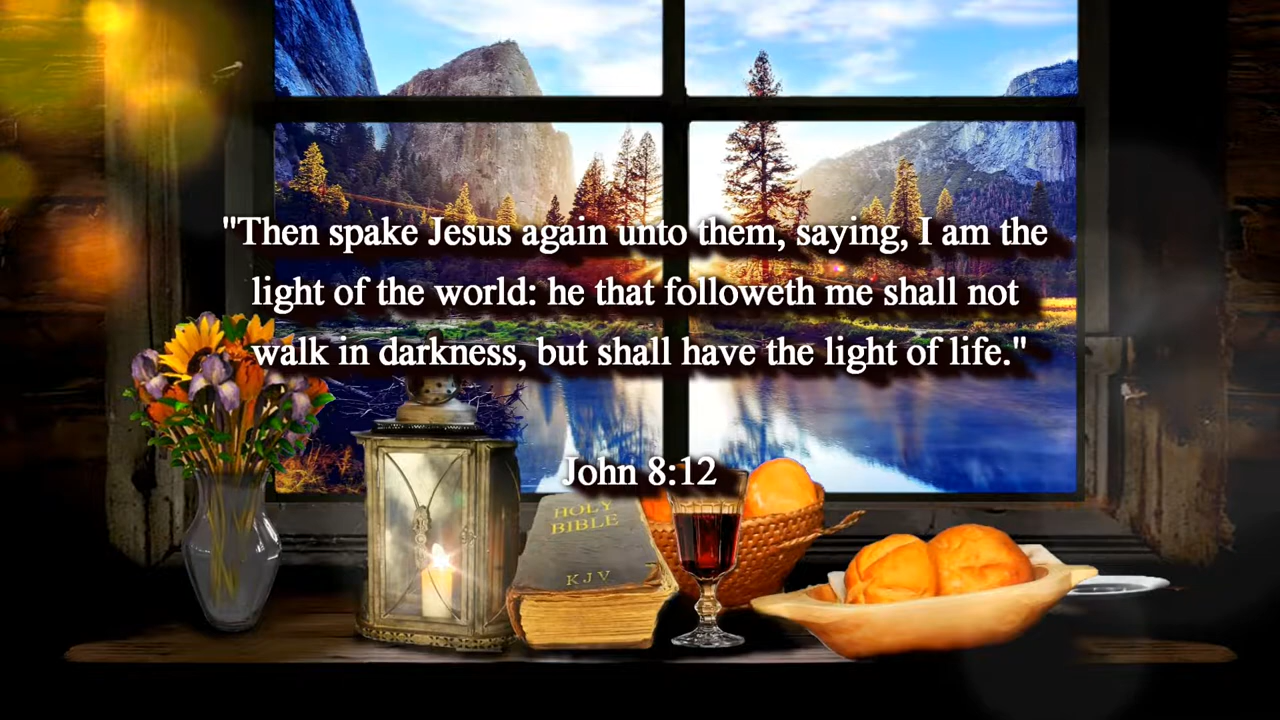 "Then spake Jesus again unto them, saying, I am the
light of the world: he that followeth me shall not
walk in darkness, but shall have the light of life."
John 8:12
HOLY
BIBLE
KJV